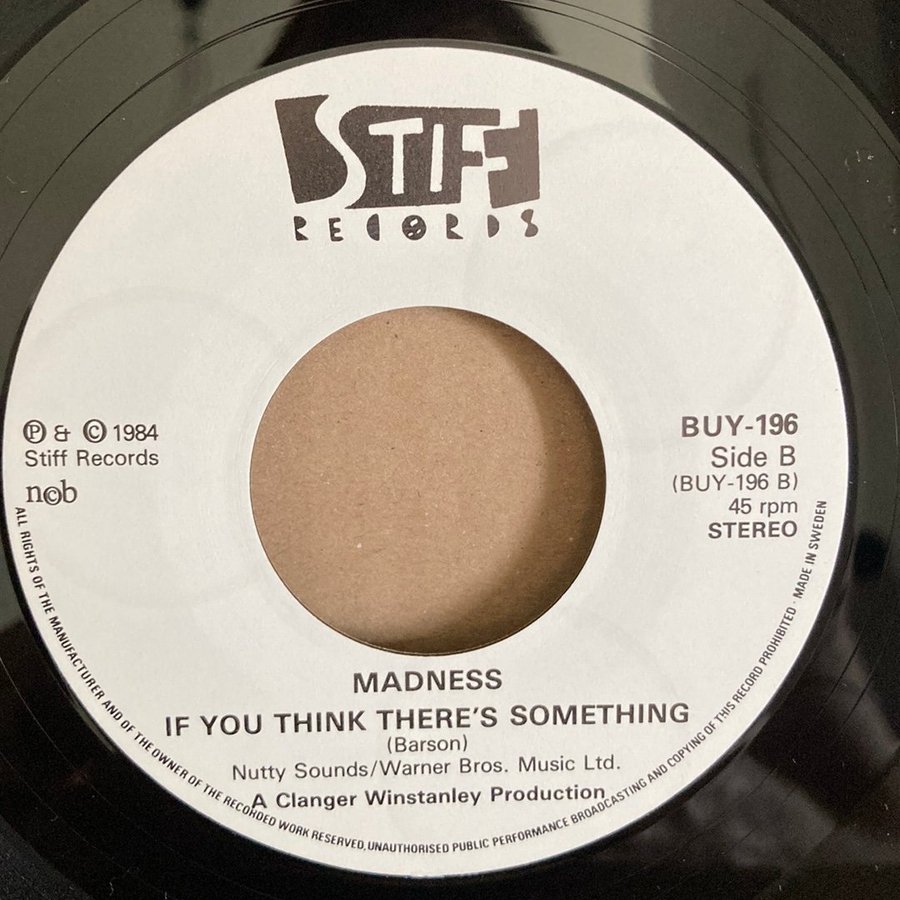 STIFF
RECORDS
Ⓟ & © 1984
Stiff Records
n©b
BUY-196
Side B
(BUY-196 B)
45 rpm
STEREO
MADNESS
IF YOU THINK THERE'S SOMETHING
(Barson)
Nutty Sounds/Warner Bros. Music Ltd.
A Clanger Winstanley Production
ALL RIGHTS OF THE MANUFACTURER AND OF THE OWNER OF THE RECORDED WORK RESERVED, UNAUTHORISED PUBLIC PERFORMANCE BROADCASTING AND COPYING OF THIS RECORD PROHIBITED · MADE IN SWEDEN